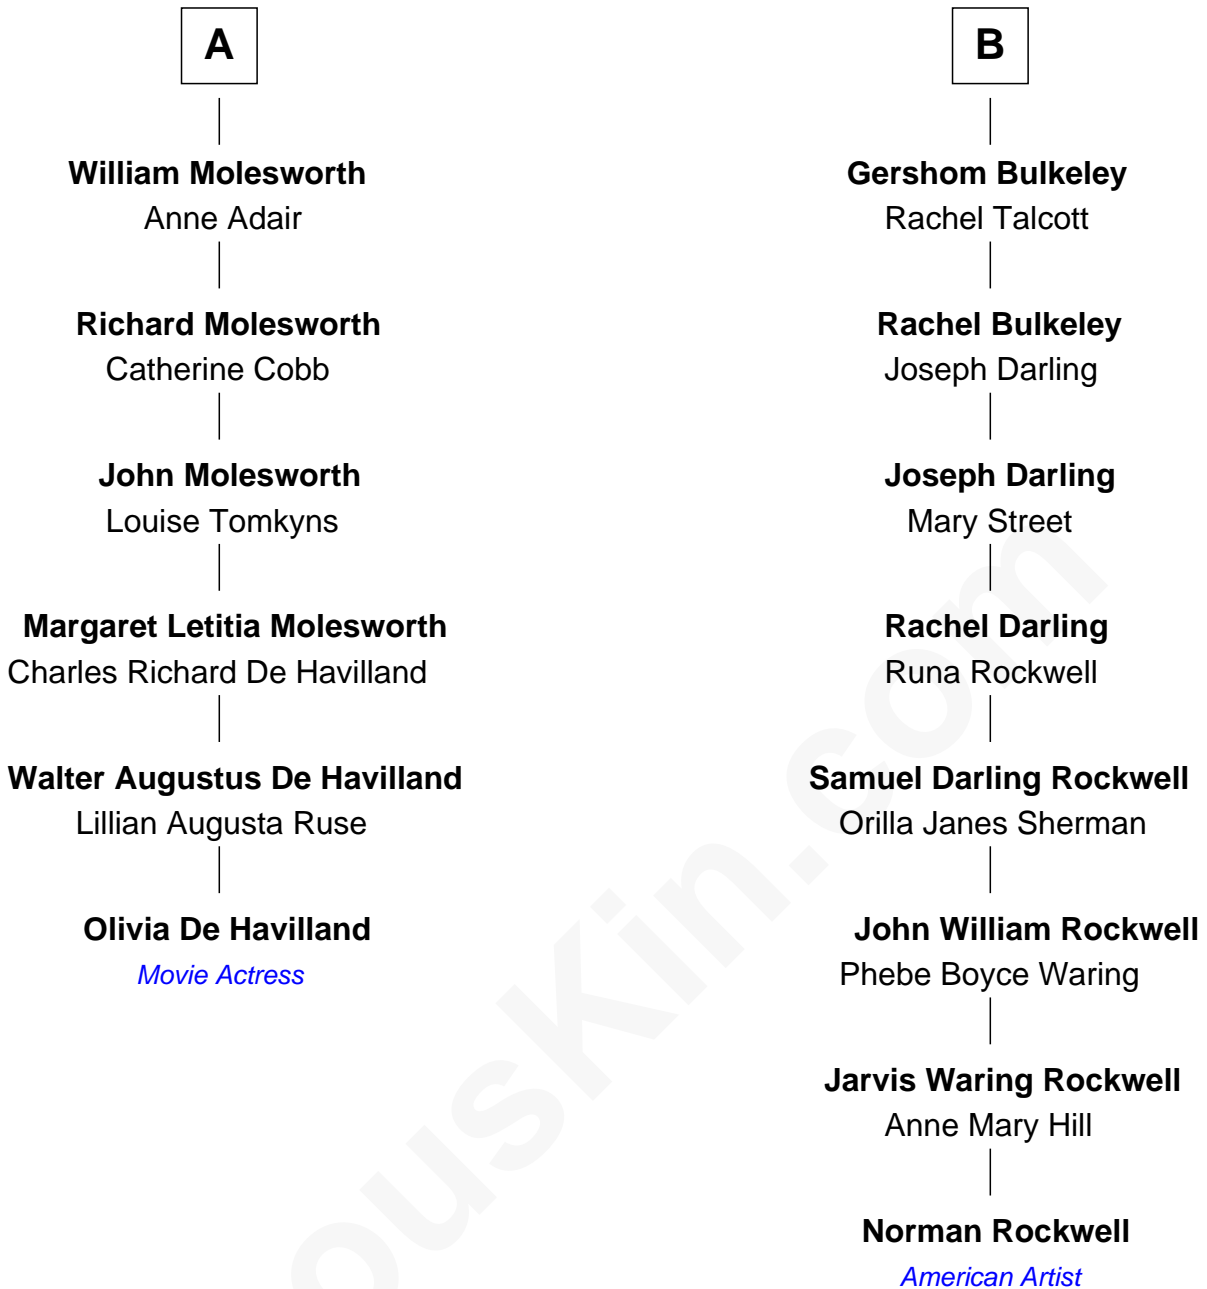 A
William Molesworth
Anne Adair
Richard Molesworth
Catherine Cobb
John Molesworth
Louise Tomkyns
Margaret Letitia Molesworth
Charles Richard De Havilland
Walter Augustus De Havilland
Lillian Augusta Ruse
Olivia De Havilland
Movie Actress
B
Gershom Bulkeley
Rachel Talcott
Rachel Bulkeley
Joseph Darling
Joseph Darling
Mary Street
Rachel Darling
Runa Rockwell
Samuel Darling Rockwell
Orilla Janes Sherman
John William Rockwell
Phebe Boyce Waring
Jarvis Waring Rockwell
Anne Mary Hill
Norman Rockwell
American Artist
ousKin.com